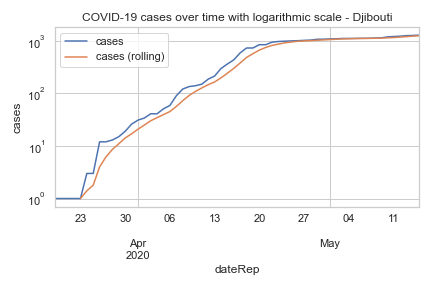 COVID-19 cases over time with logarithmic scale - Djibouti
cases
cases (rolling)
10³
10²
10¹
10⁰
cases
23 30 06 13 20 27 04 11
Apr May
2020
dateRep